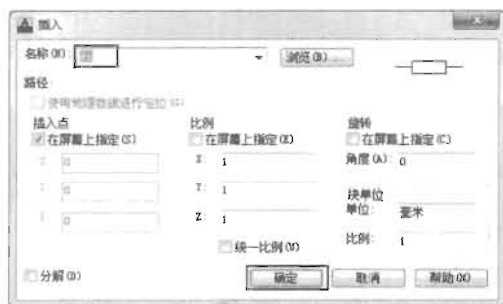 插入
名称(N):
浏览(B)...
路径:
使用地理数据进行定位(G)
插入点 比例 旋转
在屏幕上指定(S) 在屏幕上指定(E) 在屏幕上指定(C)
X: 0 X: 1 角度(A): 0
Y: 0 Y: 1 块单位
Z: 0 Z: 1 单位: 毫米
统一比例(U) 比例: 1
分解(D) 确定 取消 帮助(H)